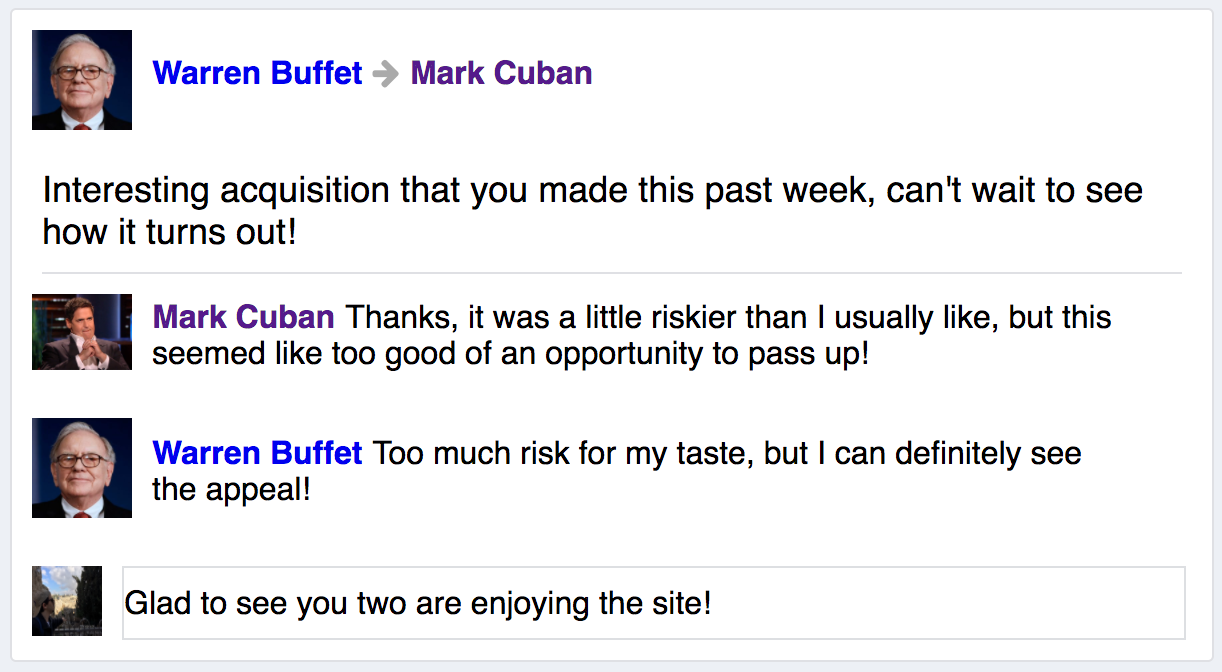 Warren Buffet → Mark Cuban
Interesting acquisition that you made this past week, can't wait to see
how it turns out!
Mark Cuban Thanks, it was a little riskier than I usually like, but this
seemed like too good of an opportunity to pass up!
Warren Buffet Too much risk for my taste, but I can definitely see
the appeal!
Glad to see you two are enjoying the site!